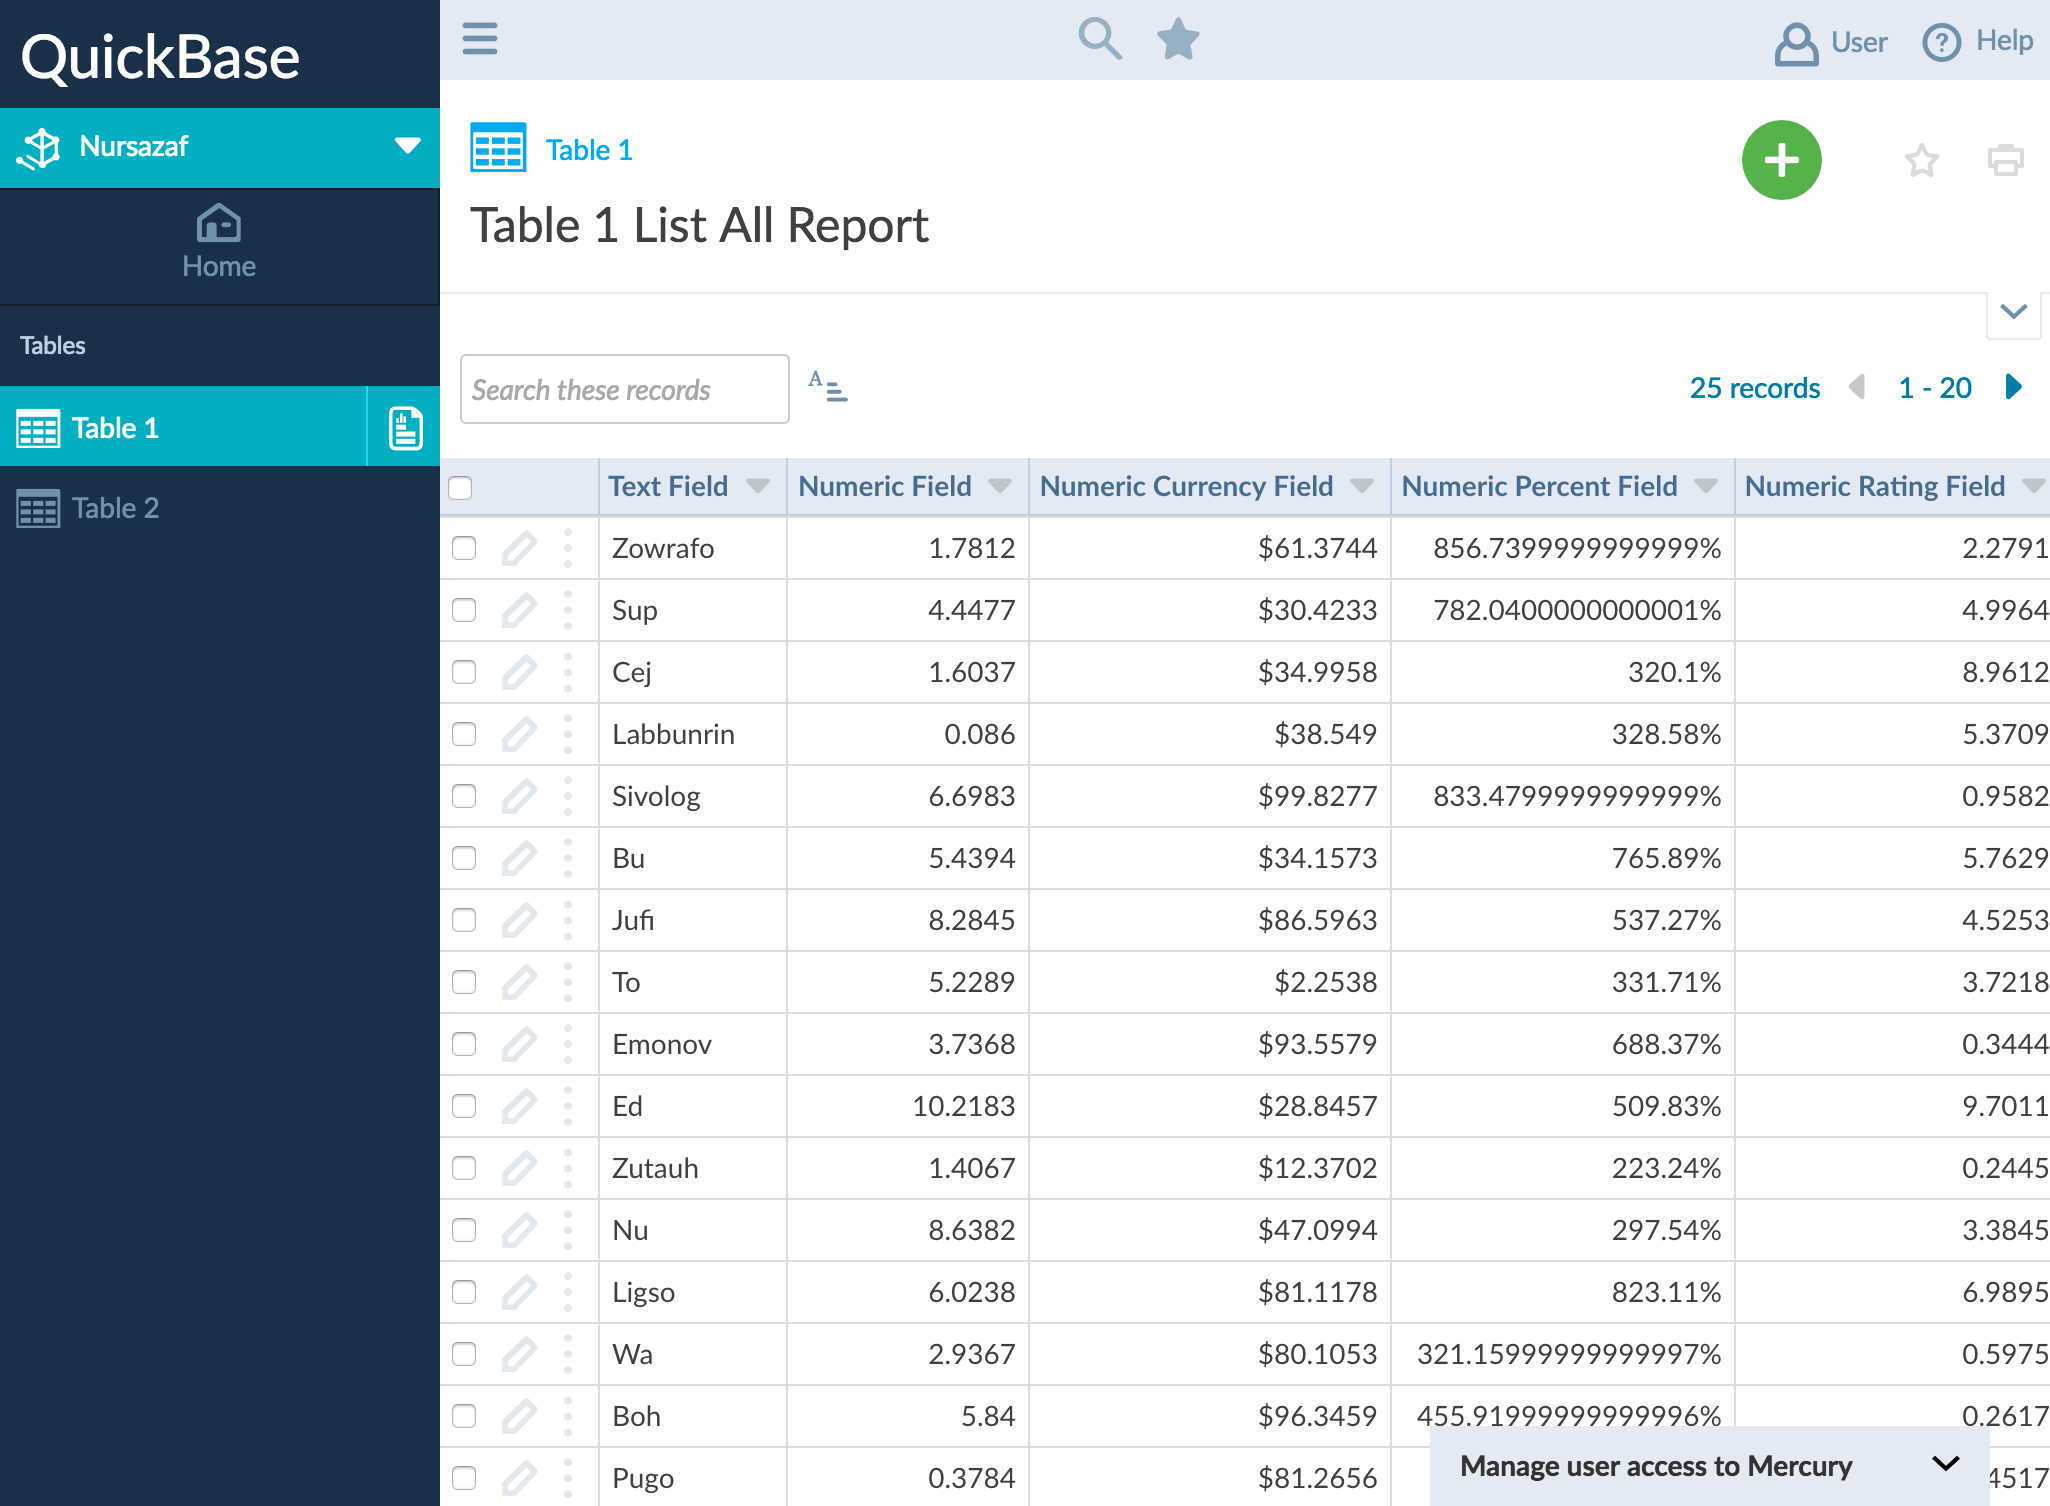 QuickBase
User
Help
Nursazaf
Home
Tables
Table 1
Table 2
Table 1
Table 1 List All Report
Search these records
A
25 records 1 - 20
Text Field Numeric Field Numeric Currency Field Numeric Percent Field Numeric Rating Field
Zowrafo 1.7812 $61.3744 856.7399999999999% 2.2791
Sup 4.4477 $30.4233 782.0400000000001% 4.9964
Cej 1.6037 $34.9958 320.1% 8.9612
Labbunrin 0.086 $38.549 328.58% 5.3709
Sivolog 6.6983 $99.8277 833.4799999999999% 0.9582
Bu 5.4394 $34.1573 765.89% 5.7629
Jufi 8.2845 $86.5963 537.27% 4.5253
To 5.2289 $2.2538 331.71% 3.7218
Emonov 3.7368 $93.5579 688.37% 0.3444
Ed 10.2183 $28.8457 509.83% 9.7011
Zutauh 1.4067 $12.3702 223.24% 0.2445
Nu 8.6382 $47.0994 297.54% 3.3845
Ligso 6.0238 $81.1178 823.11% 6.9895
Wa 2.9367 $80.1053 321.15999999999997% 0.5975
Boh 5.84 $96.3459 455.91999999999996% 0.2617
Pugo 0.3784 $81.2656 4517
Manage user access to Mercury